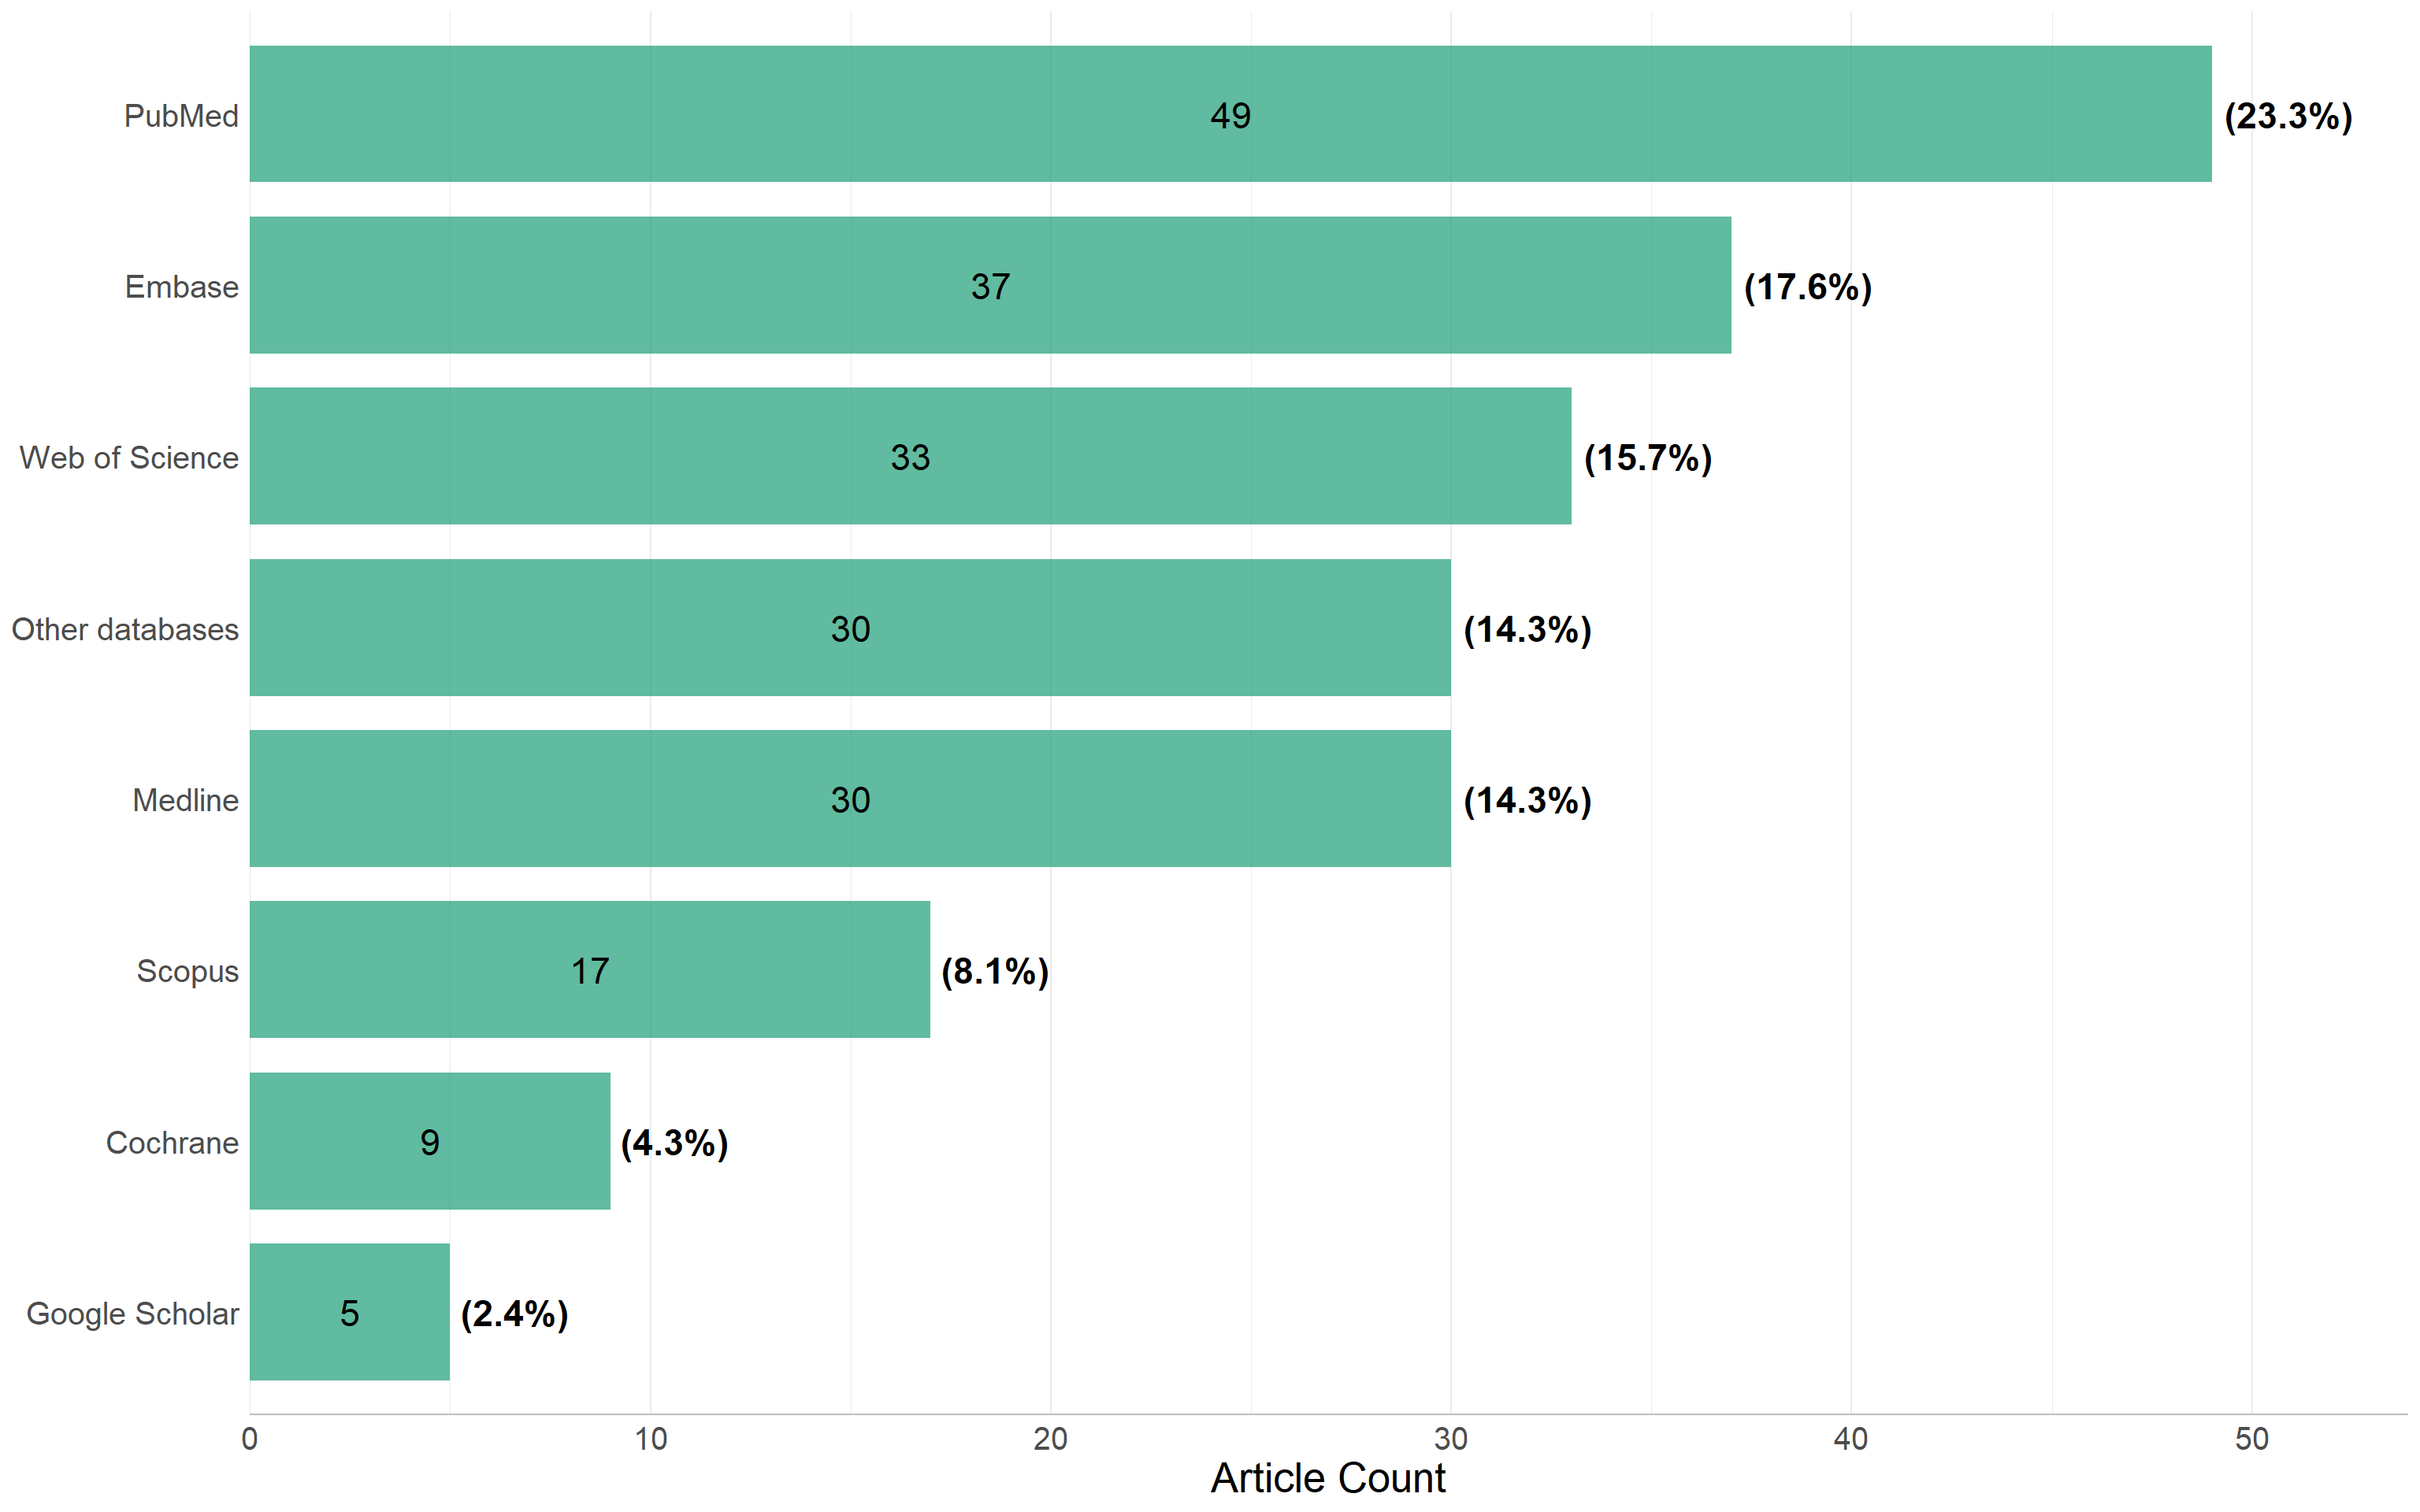 PubMed 49 (23.3%)
Embase 37 (17.6%)
Web of Science 33 (15.7%)
Other databases 30 (14.3%)
Medline 30 (14.3%)
Scopus 17 (8.1%)
Cochrane 9 (4.3%)
Google Scholar 5 (2.4%)
0 10 20 30 40 50
Article Count